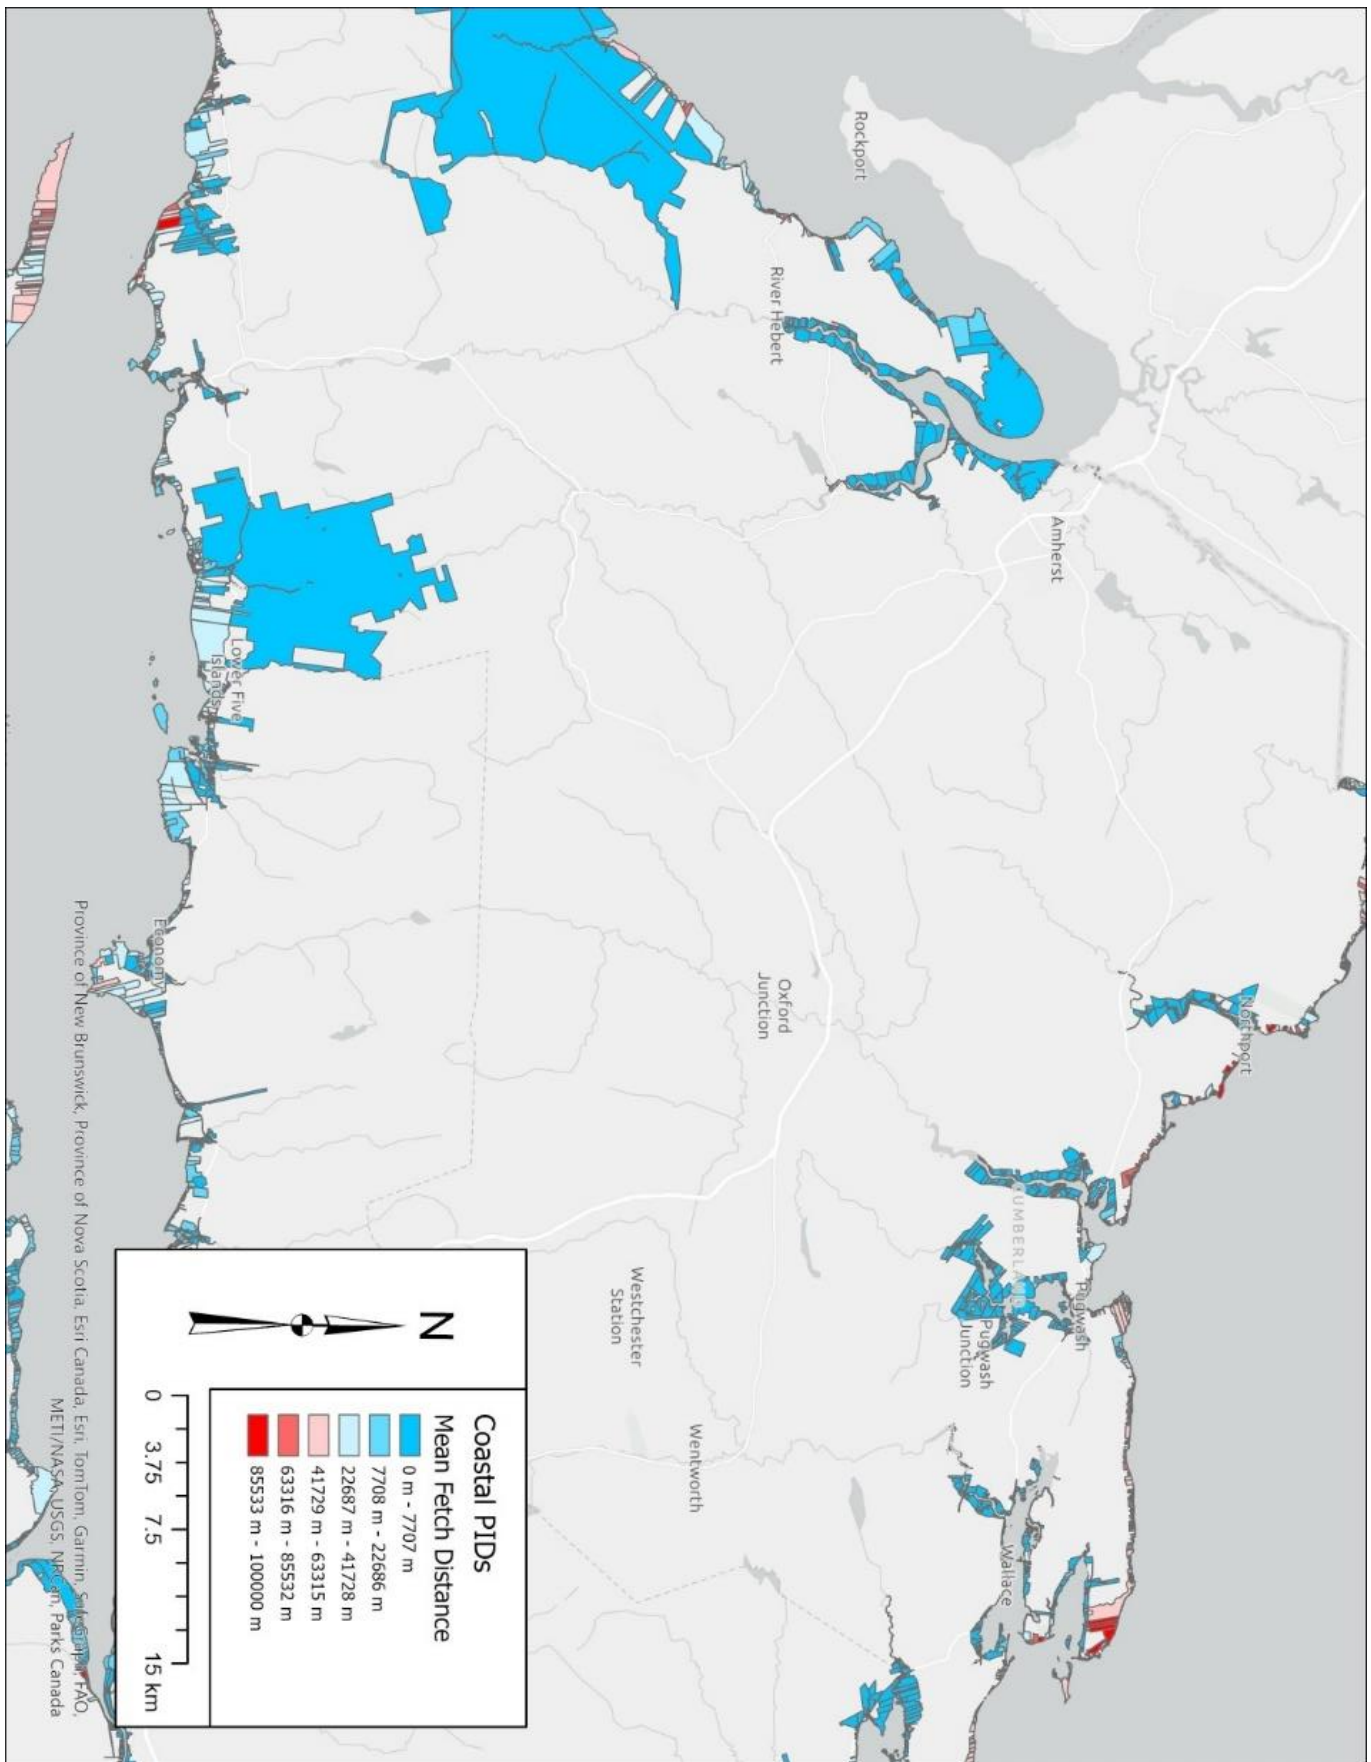 Rockport
River Hebert
Amherst
Lower Five
Islands
Economy
Oxford
Junction
Northport
Pugwash
Pugwash
Junction
Westchester
Station
Wentworth
Wallace
N
Coastal PIDs
Mean Fetch Distance
0 m - 7707 m
7708 m - 22686 m
22687 m - 41728 m
41729 m - 63315 m
63316 m - 85532 m
85533 m - 100000 m
0 3.75 7.5 15 km
Province of New Brunswick, Province of Nova Scotia, Esri Canada, Esri, TomTom, Garmin, SafeGraph, FAO,
METI/NASA, USGS, NRCan, Parks Canada